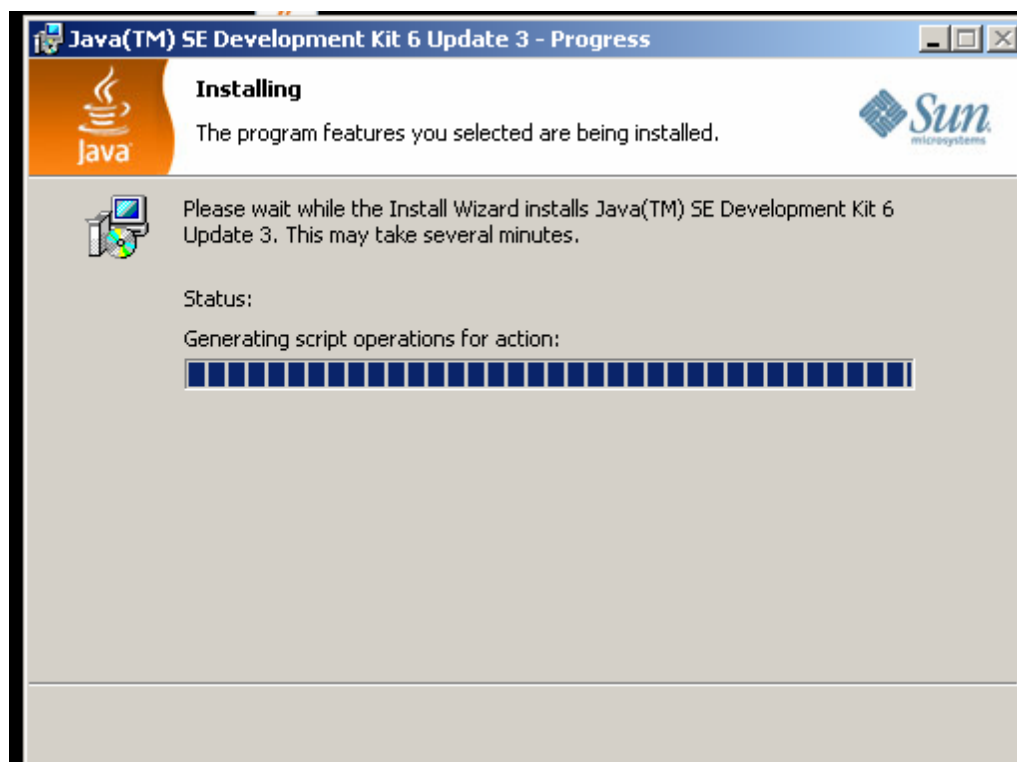 Java(TM) SE Development Kit 6 Update 3 - Progress
Java
Installing
The program features you selected are being installed.
Sun
microsystems
Please wait while the Install Wizard installs Java(TM) SE Development Kit 6
Update 3. This may take several minutes.
Status:
Generating script operations for action: